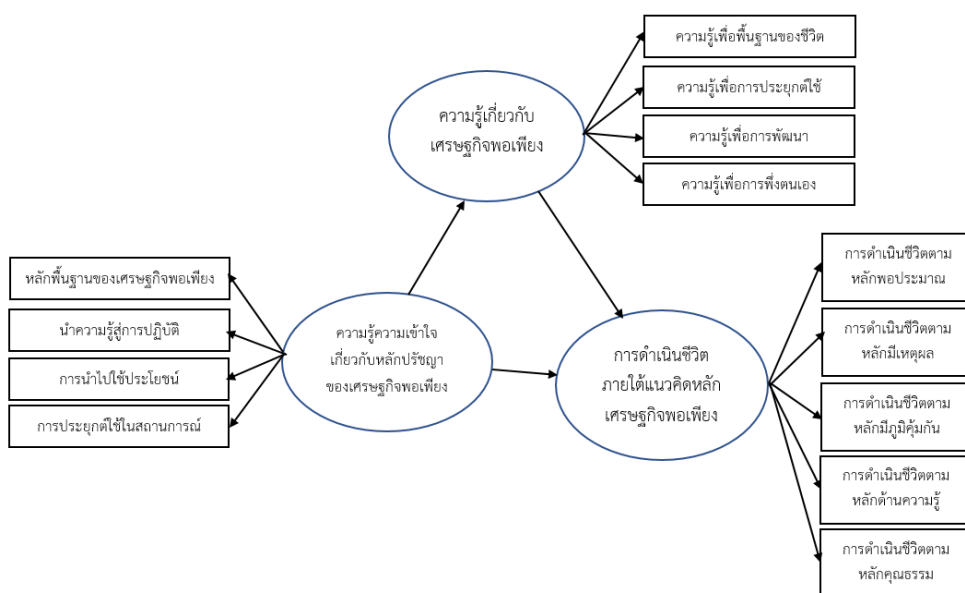 ความรู้เพื่อพื้นฐานของชีวิต
ความรู้เพื่อการประยุกต์ใช้
ความรู้เพื่อการพัฒนา
ความรู้เพื่อการพึ่งตนเอง
ความรู้เกี่ยวกับ
เศรษฐกิจพอเพียง
หลักพื้นฐานของเศรษฐกิจพอเพียง
นำความรู้สู่การปฏิบัติ
การนำไปใช้ประโยชน์
การประยุกต์ใช้ในสถานการณ์
ความรู้ความเข้าใจ
เกี่ยวกับหลักปรัชญา
ของเศรษฐกิจพอเพียง
การดำเนินชีวิต
ภายใต้แนวคิดหลัก
เศรษฐกิจพอเพียง
การดำเนินชีวิตตาม
หลักพอประมาณ
การดำเนินชีวิตตาม
หลักมีเหตุผล
การดำเนินชีวิตตาม
หลักมีภูมิคุ้มกัน
การดำเนินชีวิตตาม
หลักด้านความรู้
การดำเนินชีวิตตาม
หลักคุณธรรม